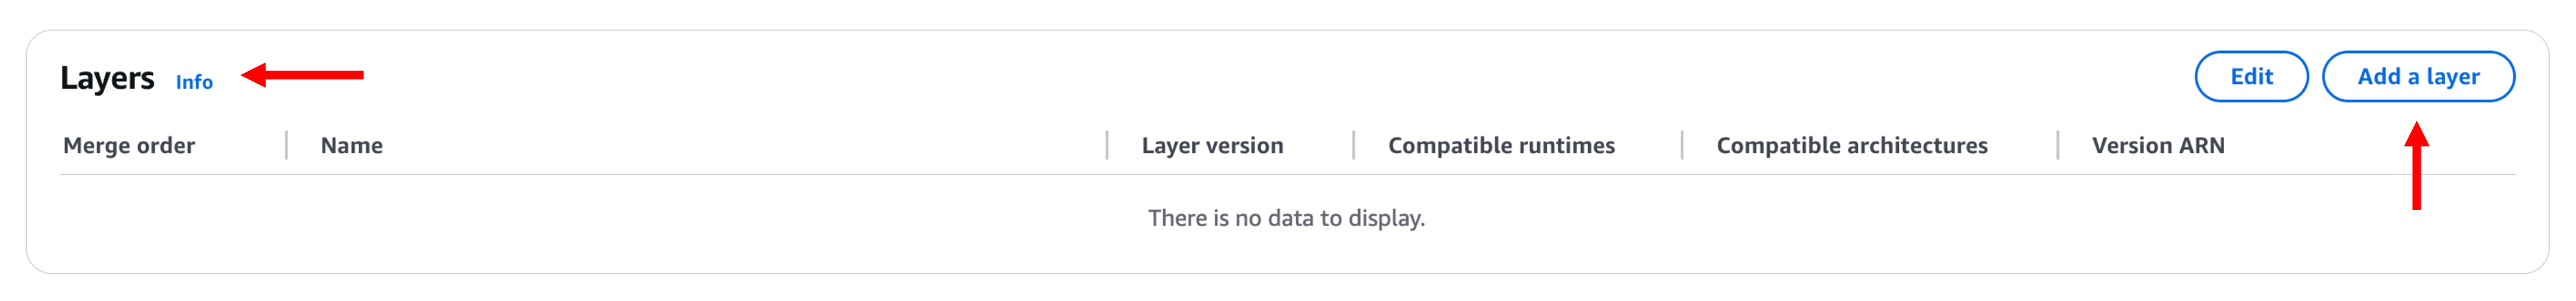 Layers Info Edit Add a layer
Merge order Name Layer version Compatible runtimes Compatible architectures Version ARN
There is no data to display.